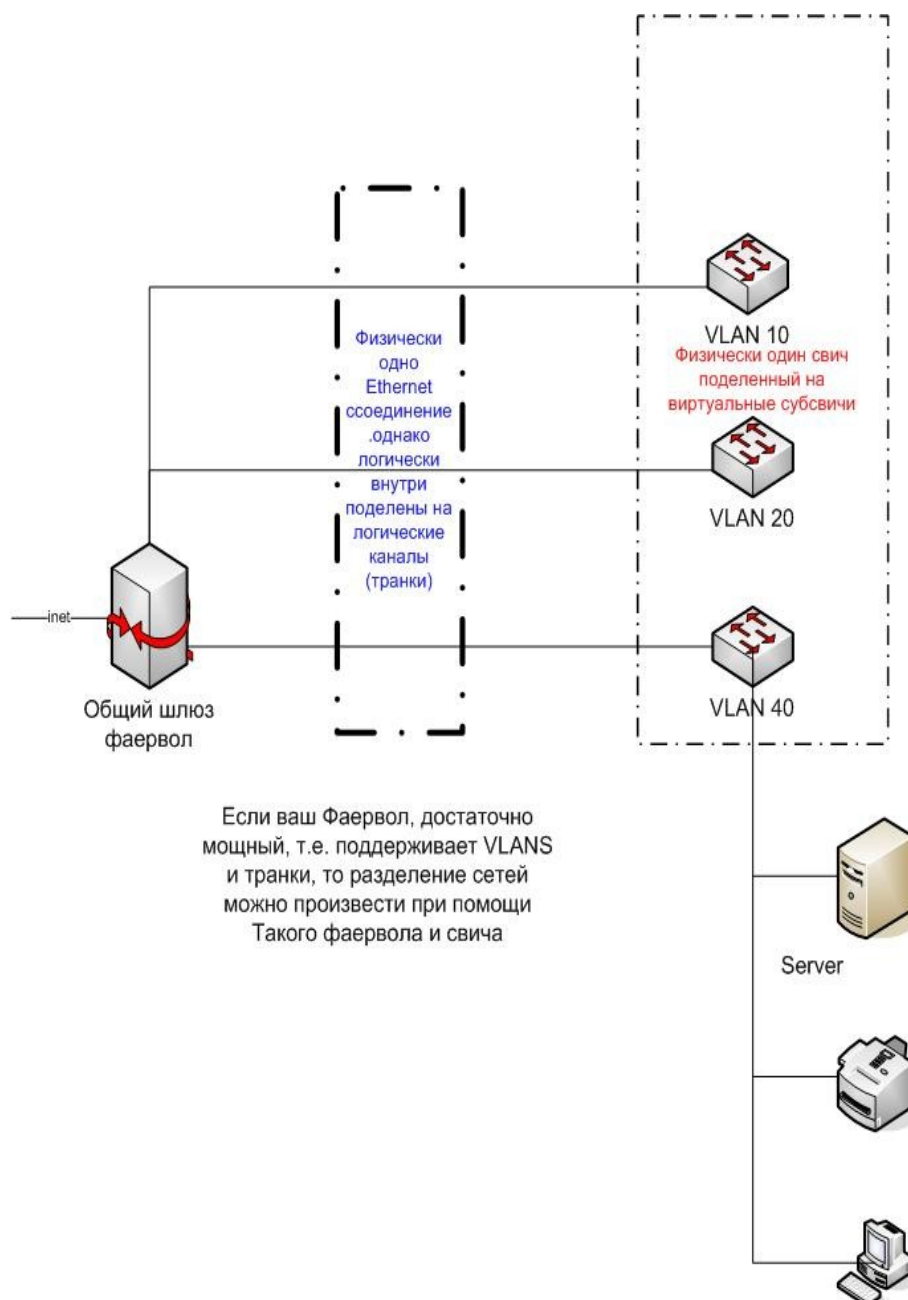 VLAN 10
Физически один свич
поделенный на
виртуальные субсвичи
Физически
одно
Ethernet
ссоединение
.однако
логически
внутри
поделены на
логические
каналы
(транки)
VLAN 20
inet
Общий шлюз
фаервол
VLAN 40
Если ваш Фаервол, достаточно
мощный, т.е. поддерживает VLANS
и транки, то разделение сетей
можно произвести при помощи
Такого фаервола и свича
Server